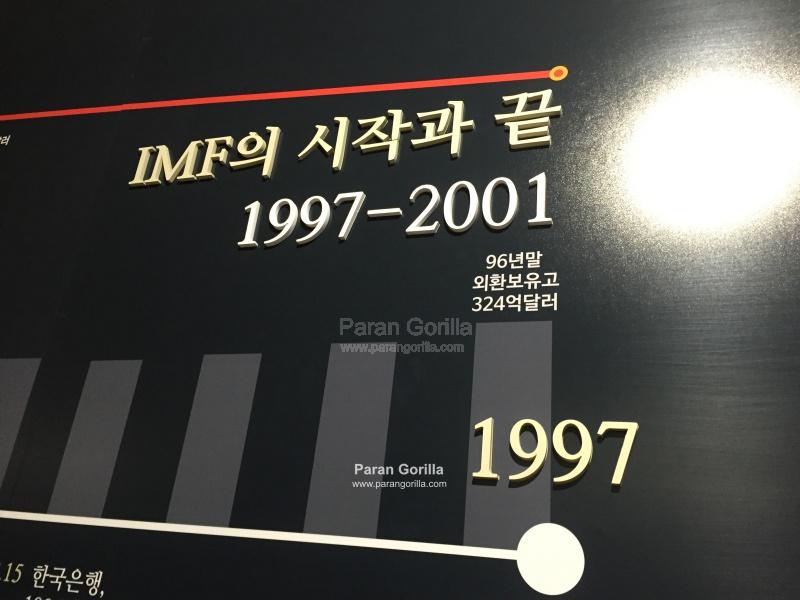 IMF의 시작과 끝
1997-2001
96년말
외환보유고
324억달러
Paran Gorilla
www.parangorilla.com
1997
Paran Gorilla
www.parangorilla.com
.15 한국은행,